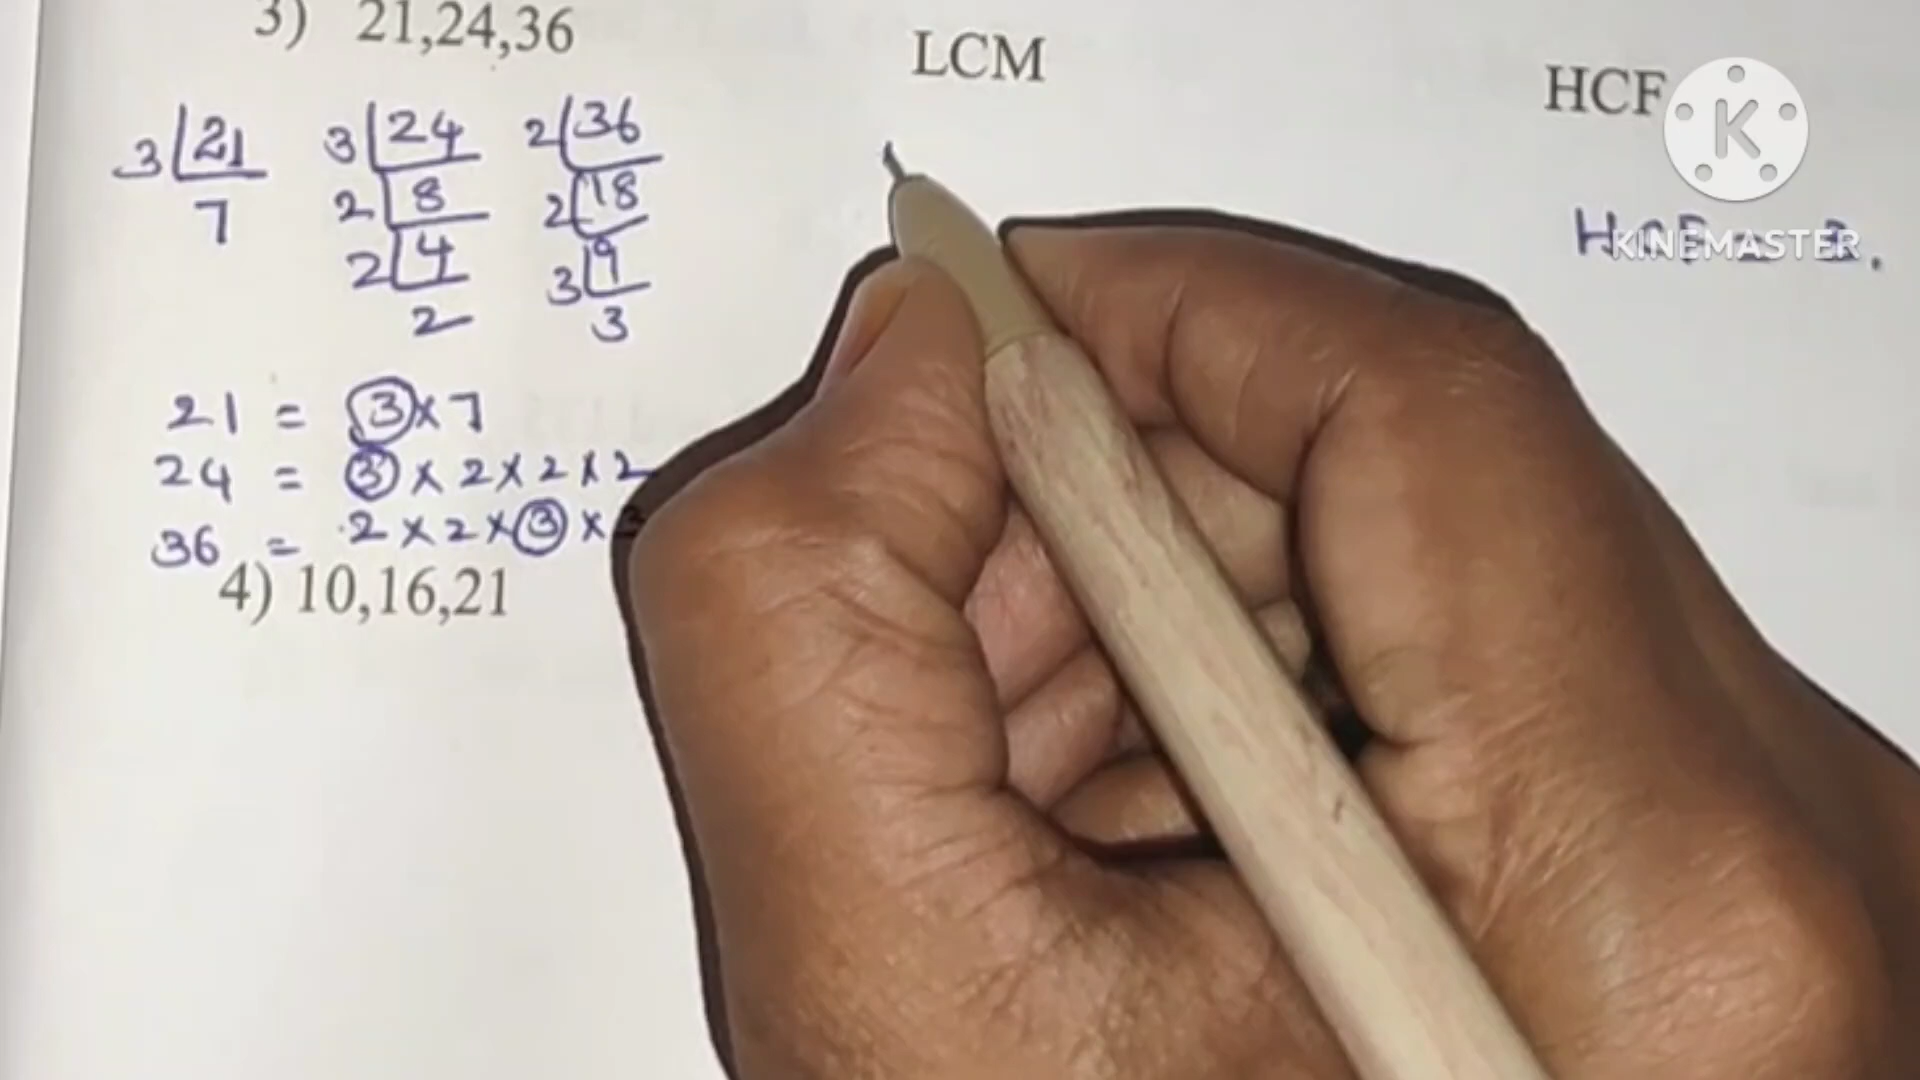 3) 21,24,36
LCM
HCF
K
KINEMASTER
3 21
7
3 24
2 8
2 4
2
2 36
2 18
3 9
3
HCF =
21 = 3 × 7
24 = 3 × 2 × 2 × 2
36 = 2 × 2 × 3 × 3
4) 10,16,21